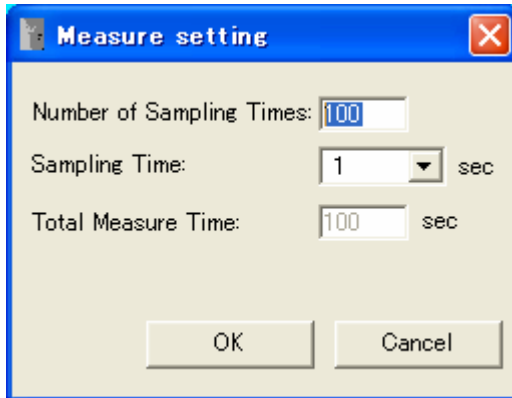 Measure setting
Number of Sampling Times: 100
Sampling Time: 1 sec
Total Measure Time: 100 sec
OK Cancel